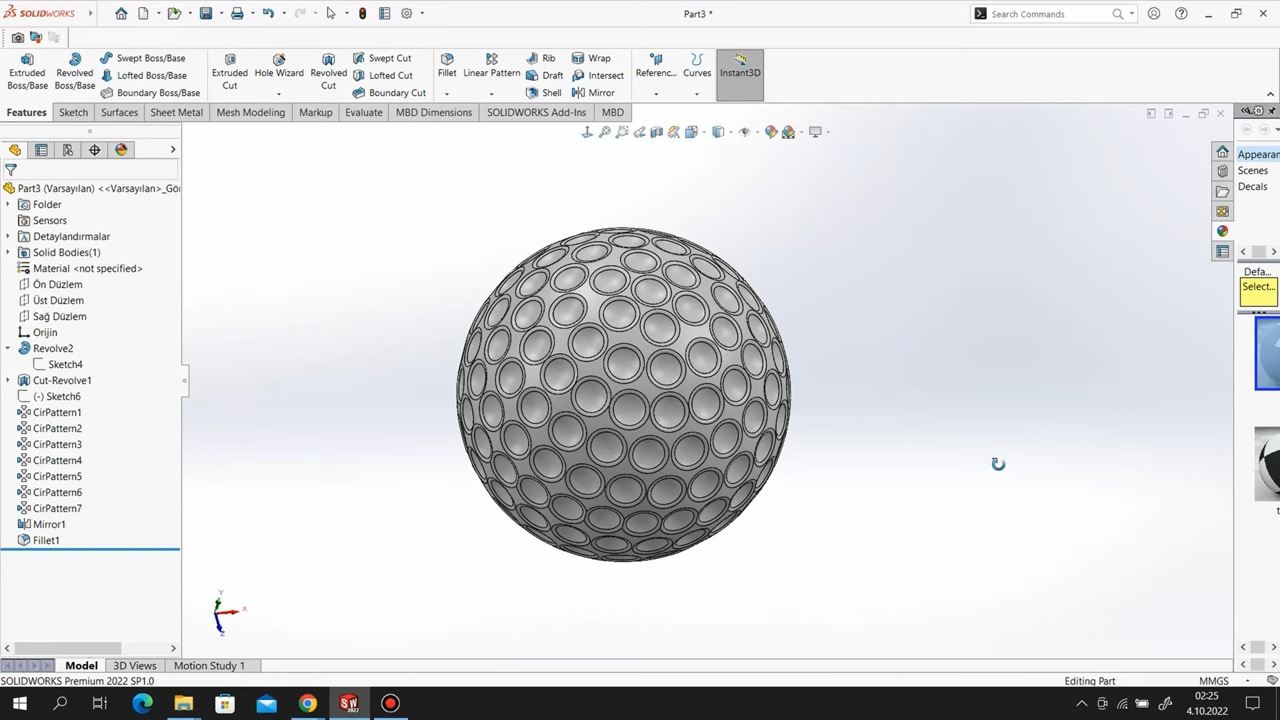 SOLIDWORKS
Part3 *
Search Commands
Extruded Boss/Base
Revolved Boss/Base
Swept Boss/Base
Lofted Boss/Base
Boundary Boss/Base
Extruded Cut
Hole Wizard
Revolved Cut
Swept Cut
Lofted Cut
Boundary Cut
Fillet
Linear Pattern
Rib
Draft
Shell
Wrap
Intersect
Mirror
Referenc...
Curves
Instant3D
Features Sketch Surfaces Sheet Metal Mesh Modeling Markup Evaluate MBD Dimensions SOLIDWORKS Add-Ins MBD
Part3 (Varsayılan) <<Varsayılan>_Gö
Folder
Sensors
Detaylandırmalar
Solid Bodies(1)
Material <not specified>
Ön Düzlem
Üst Düzlem
Sağ Düzlem
Orijin
Revolve2
Sketch4
Cut-Revolve1
(-) Sketch6
CirPattern1
CirPattern2
CirPattern3
CirPattern4
CirPattern5
CirPattern6
CirPattern7
Mirror1
Fillet1
Appearan
Scenes
Decals
Defa...
Select...
t
Y
X
Z
Model 3D Views Motion Study 1
SOLIDWORKS Premium 2022 SP1.0
Editing Part
MMGS
SW
2022
02:25
4.10.2022